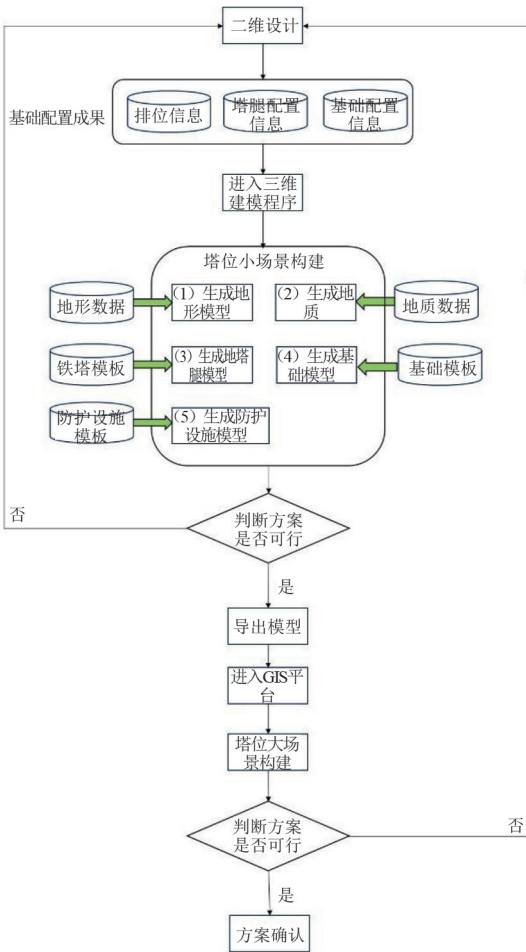 二维设计
基础配置成果
排位信息
塔腿配置
信息
基础配置
信息
进入三维
建模程序
塔位小场景构建
地形数据
(1) 生成地
形模型
(2) 生成地
质
地质数据
铁塔模板
(3) 生成地塔
腿模型
(4) 生成基
础模型
基础模板
防护设施
模板
(5) 生成防护
设施模型
否
判断方案
是否可行
是
导出模型
进入GIS平
台
塔位大场
景构建
判断方案
是否可行
否
是
方案确认